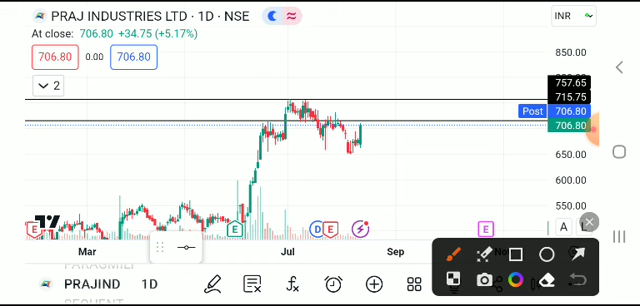 PRAJ INDUSTRIES LTD · 1D · NSE
INR
At close: 706.80 +34.75 (+5.17%)
706.80 0.00 706.80
2
850.00
757.65
715.75
Post 706.80
706.80
650.00
600.00
550.00
E E D E E A L
Mar Jul Sep
PRAJIND 1D